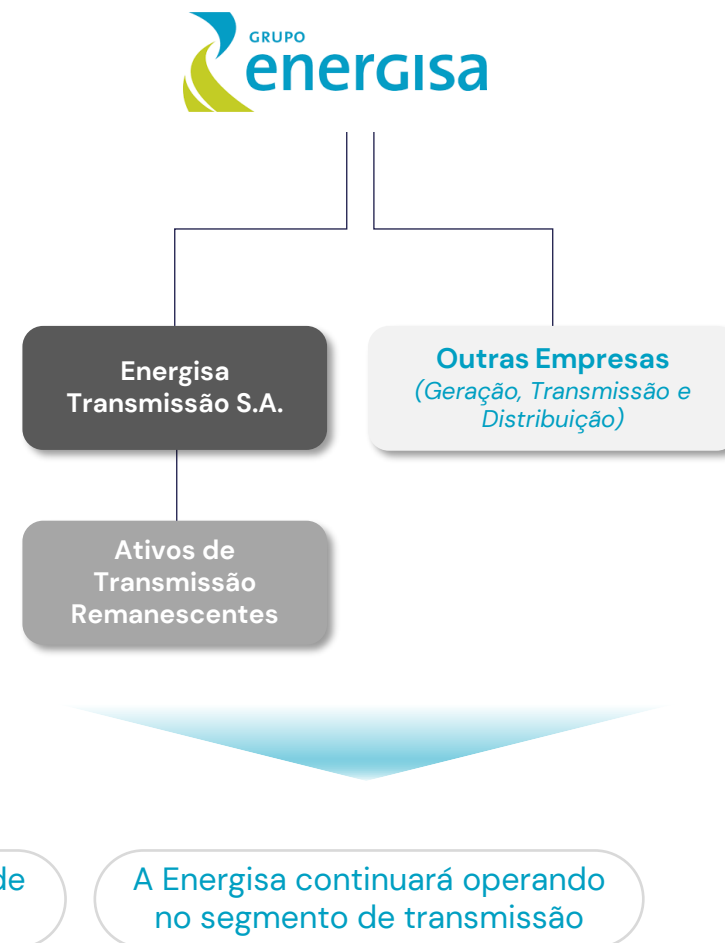 GRUPO
energisa
Energisa
Transmissão S.A.
Outras Empresas
(Geração, Transmissão e
Distribuição)
Ativos de
Transmissão
Remanescentes
de
A Energisa continuará operando
no segmento de transmissão